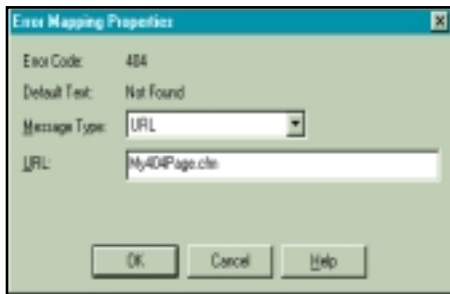 Error Mapping Properties
Error Code: 404
Default Text: Not Found
Message Type: URL
URL: My404Page.cfm
OK Cancel Help